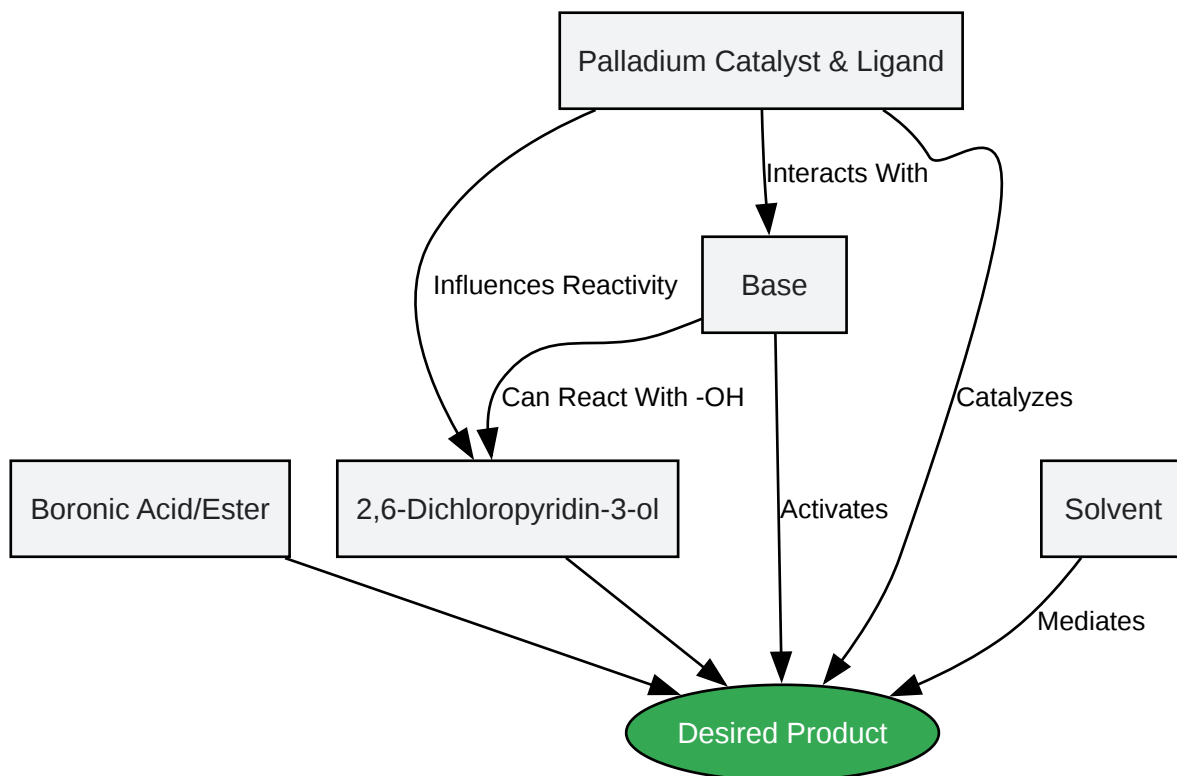 Palladium Catalyst & Ligand
Interacts With
Base
Influences Reactivity
Can React With -OH
Catalyzes
Boronic Acid/Ester
2,6-Dichloropyridin-3-ol
Activates
Solvent
Mediates
Desired Product